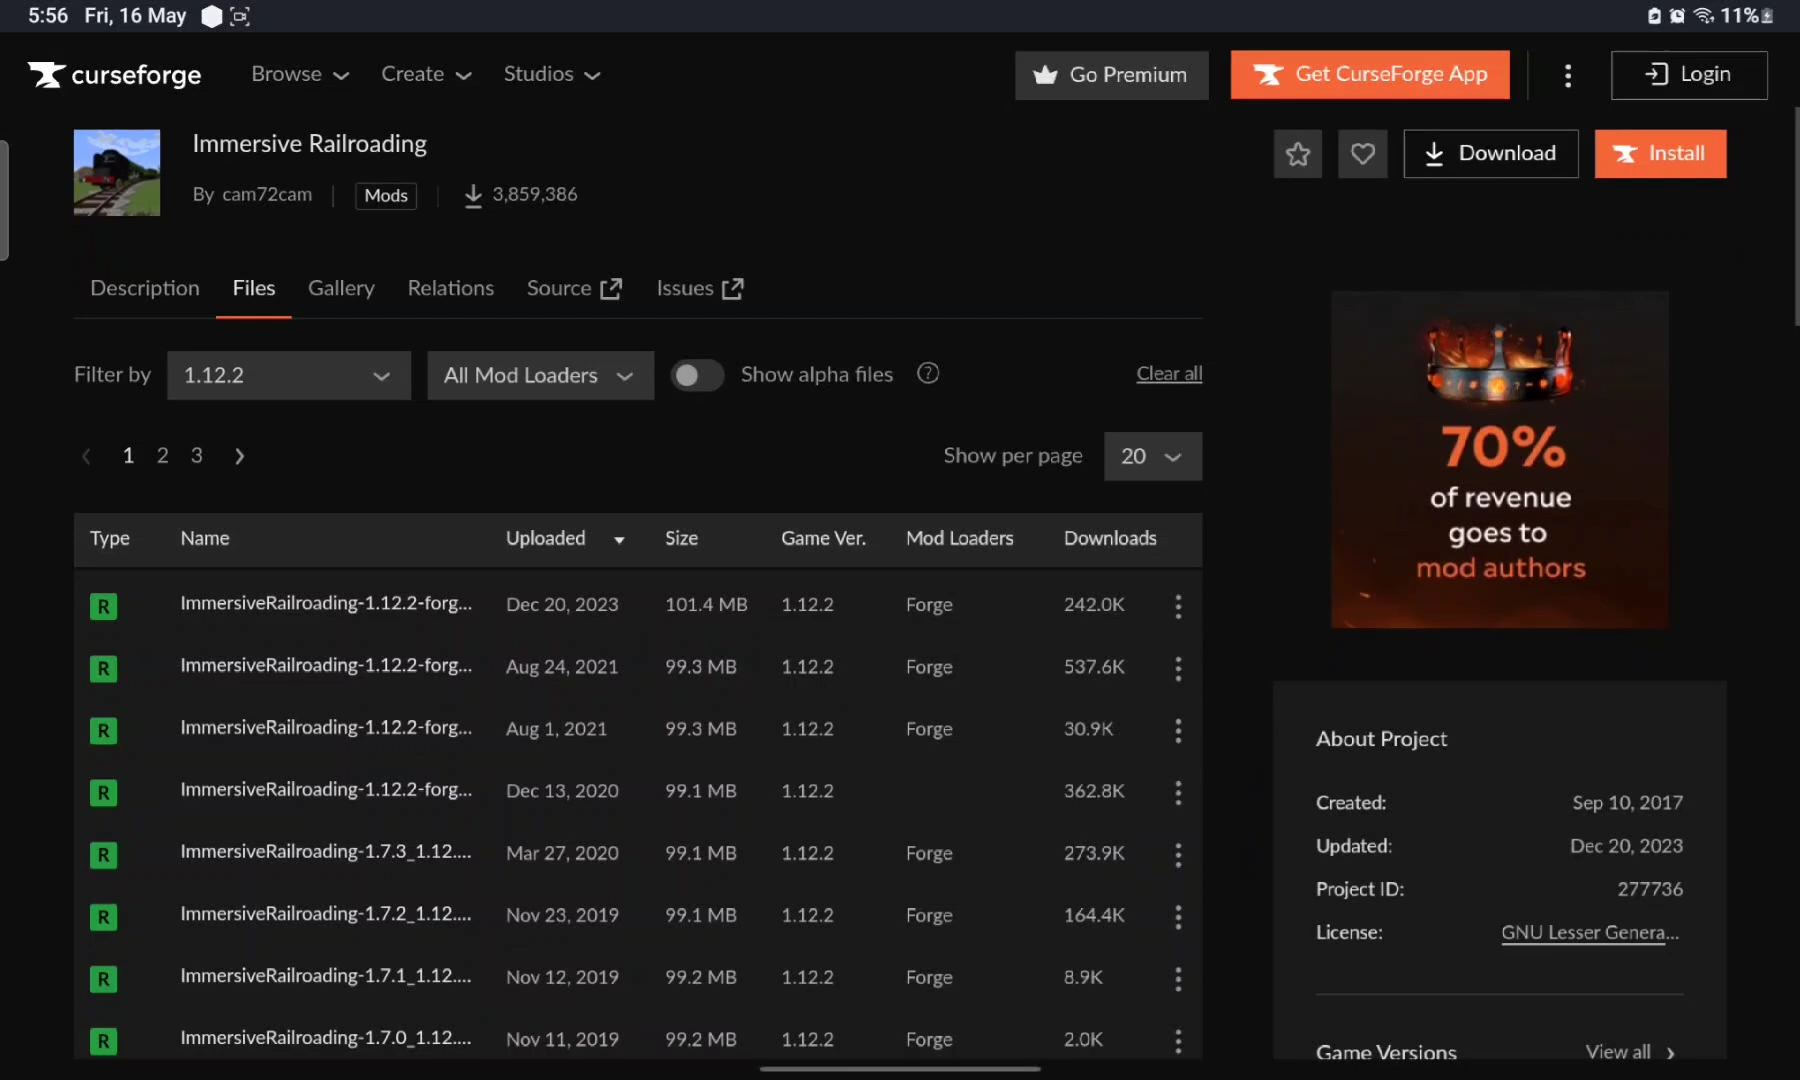 5:56 Fri, 16 May 11%
curseforge Browse Create Studios Go Premium Get CurseForge App Login
Immersive Railroading Download Install
By cam72cam Mods 3,859,386
Description Files Gallery Relations Source Issues
Filter by 1.12.2 All Mod Loaders Show alpha files ? Clear all
1 2 3 Show per page 20
Type Name Uploaded Size Game Ver. Mod Loaders Downloads
R ImmersiveRailroading-1.12.2-forg... Dec 20, 2023 101.4 MB 1.12.2 Forge 242.0K
R ImmersiveRailroading-1.12.2-forg... Aug 24, 2021 99.3 MB 1.12.2 Forge 537.6K
R ImmersiveRailroading-1.12.2-forg... Aug 1, 2021 99.3 MB 1.12.2 Forge 30.9K
R ImmersiveRailroading-1.12.2-forg... Dec 13, 2020 99.1 MB 1.12.2 362.8K
R ImmersiveRailroading-1.7.3_1.12.... Mar 27, 2020 99.1 MB 1.12.2 Forge 273.9K
R ImmersiveRailroading-1.7.2_1.12.... Nov 23, 2019 99.1 MB 1.12.2 Forge 164.4K
R ImmersiveRailroading-1.7.1_1.12.... Nov 12, 2019 99.2 MB 1.12.2 Forge 8.9K
R ImmersiveRailroading-1.7.0_1.12.... Nov 11, 2019 99.2 MB 1.12.2 Forge 2.0K
70%
of revenue
goes to
mod authors
About Project
Created: Sep 10, 2017
Updated: Dec 20, 2023
Project ID: 277736
License: GNU Lesser Genera...
Game Versions View all